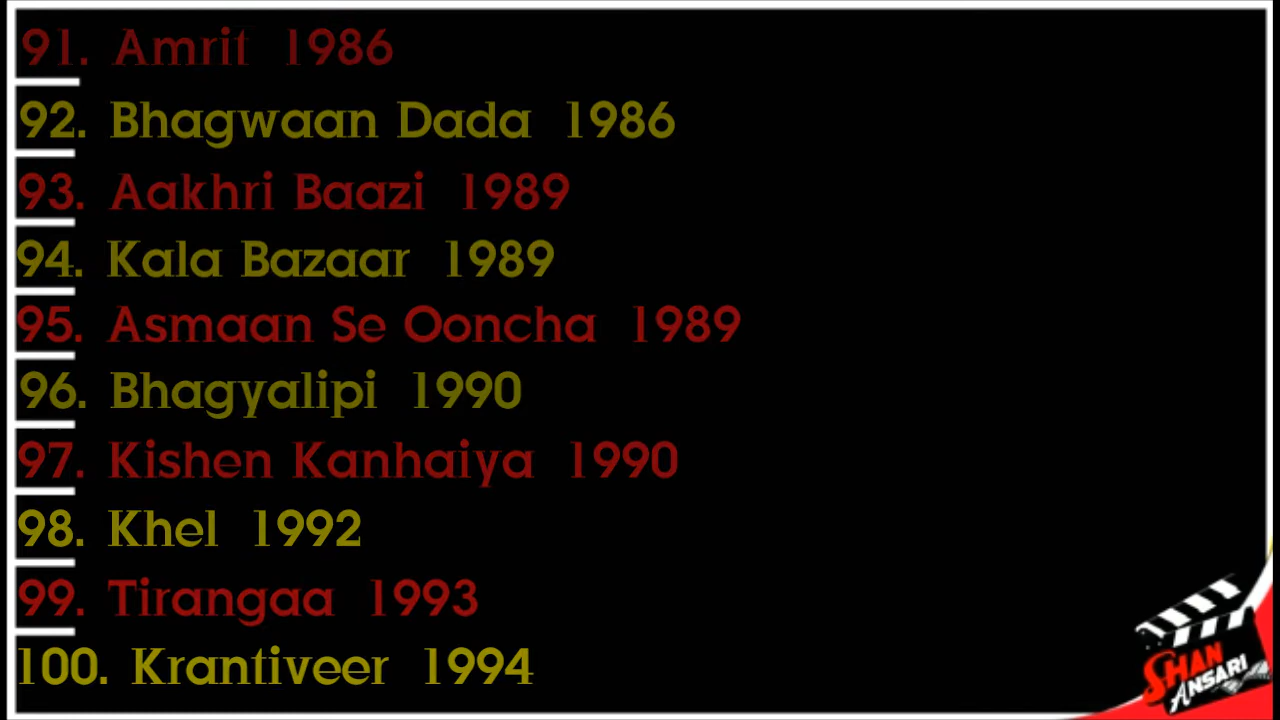 91. Amrit 1986
92. Bhagwaan Dada 1986
93. Aakhri Baazi 1989
94. Kala Bazaar 1989
95. Asmaan Se Ooncha 1989
96. Bhagyalipi 1990
97. Kishen Kanhaiya 1990
98. Khel 1992
99. Tirangaa 1993
100. Krantiveer 1994
SHAN
ANSARI